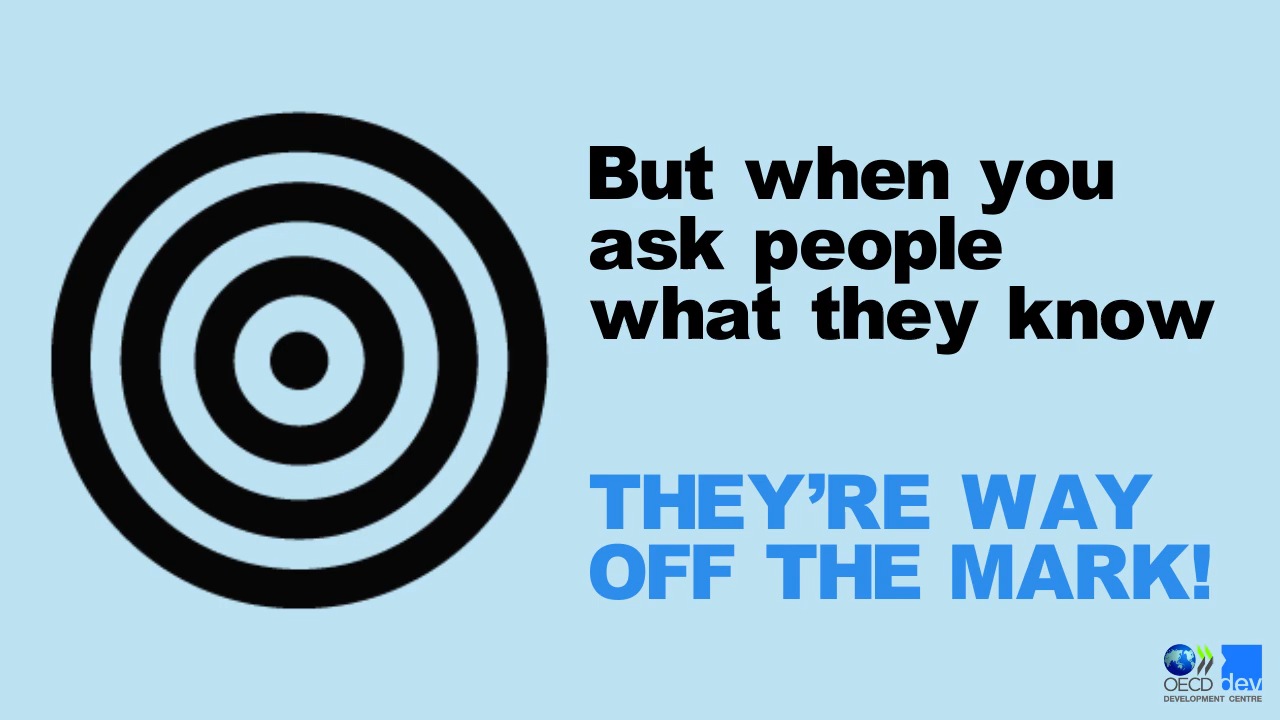 But when you
ask people
what they know
THEY’RE WAY
OFF THE MARK!
OECD dev
DEVELOPMENT CENTRE